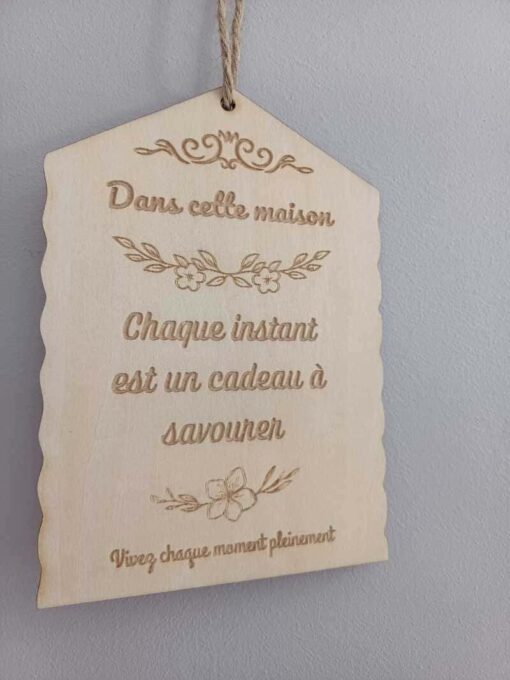 Dans cette maison
Chaque instant
est un cadeau à
savourer
Vivez chaque moment pleinement